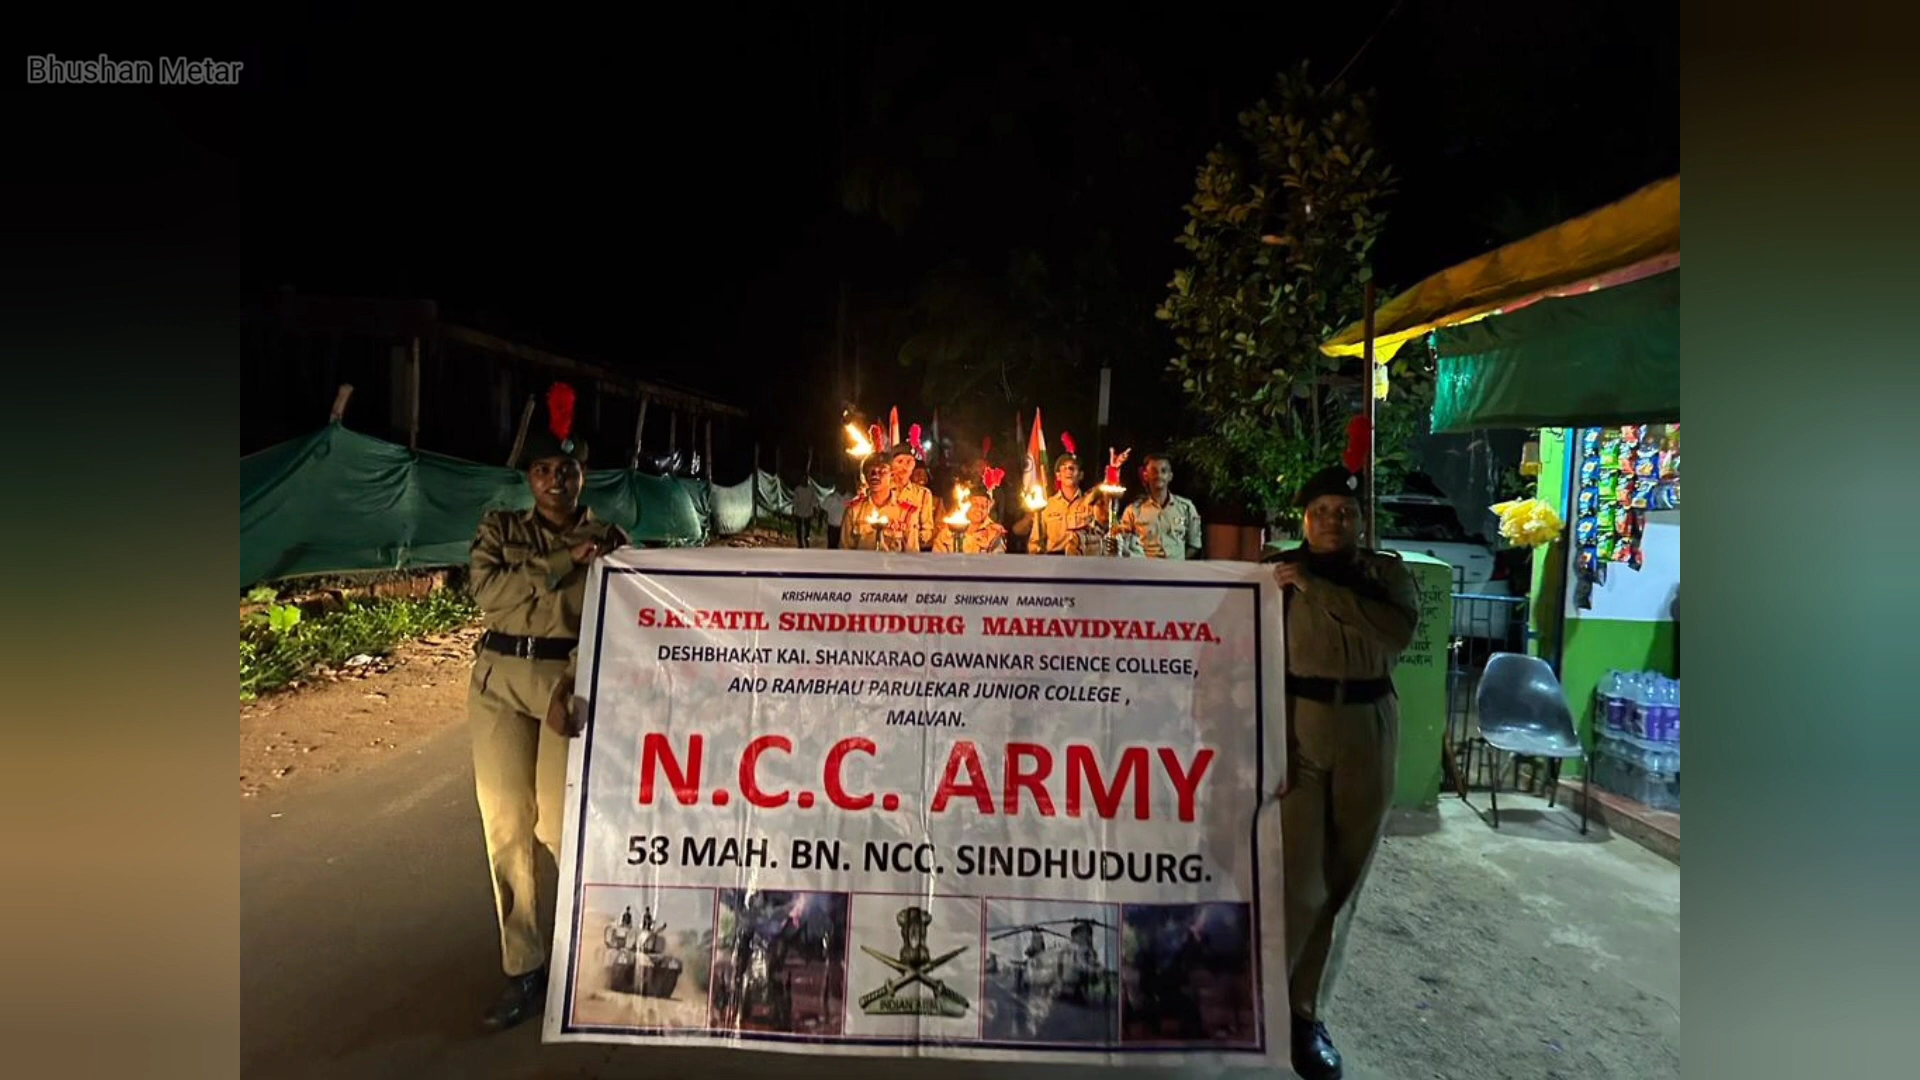 Bhushan Metar
KRISHNARAO SITARAM DESAI SHIKSHAN MANDAL"S
S.K.PATIL SINDHUDURG MAHAVIDYALAYA,
DESHBHAKAT KAI. SHANKARAO GAWANKAR SCIENCE COLLEGE,
AND RAMBHAU PARULEKAR JUNIOR COLLEGE ,
MALVAN.
N.C.C. ARMY
58 MAH. BN. NCC. SINDHUDURG.
INDIAN ARMY